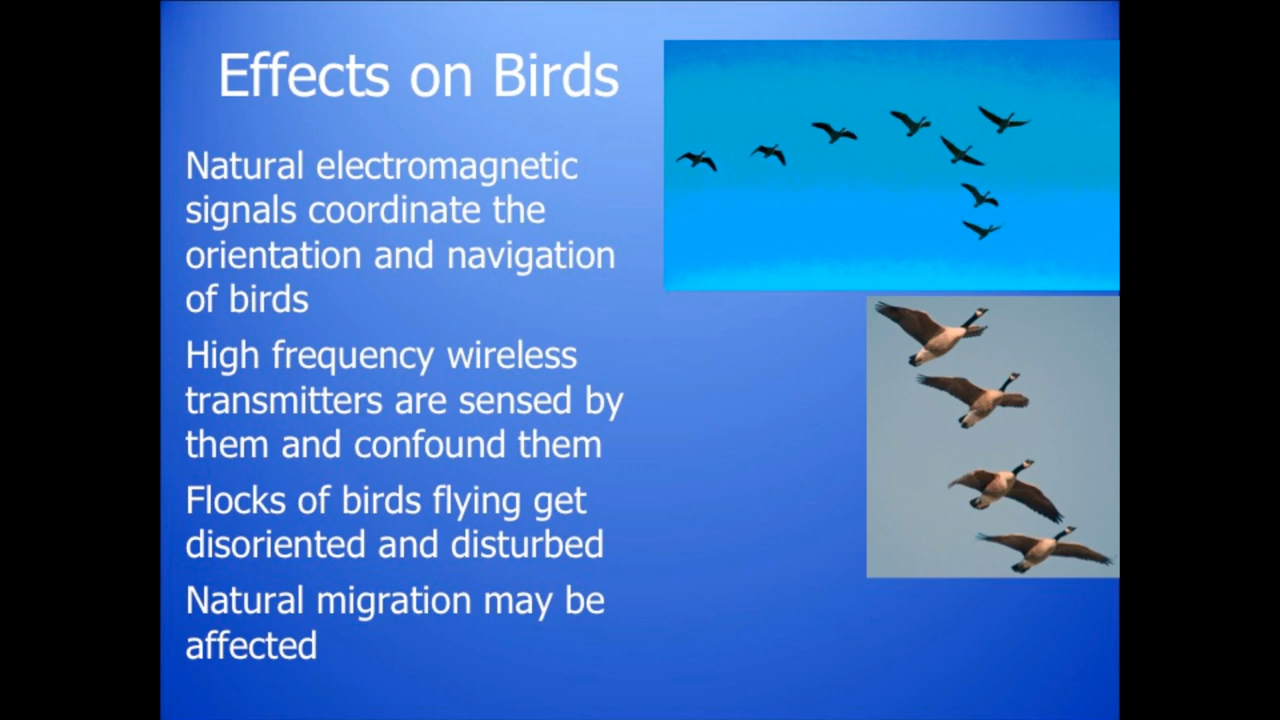 Effects on Birds
Natural electromagnetic
signals coordinate the
orientation and navigation
of birds
High frequency wireless
transmitters are sensed by
them and confound them
Flocks of birds flying get
disoriented and disturbed
Natural migration may be
affected